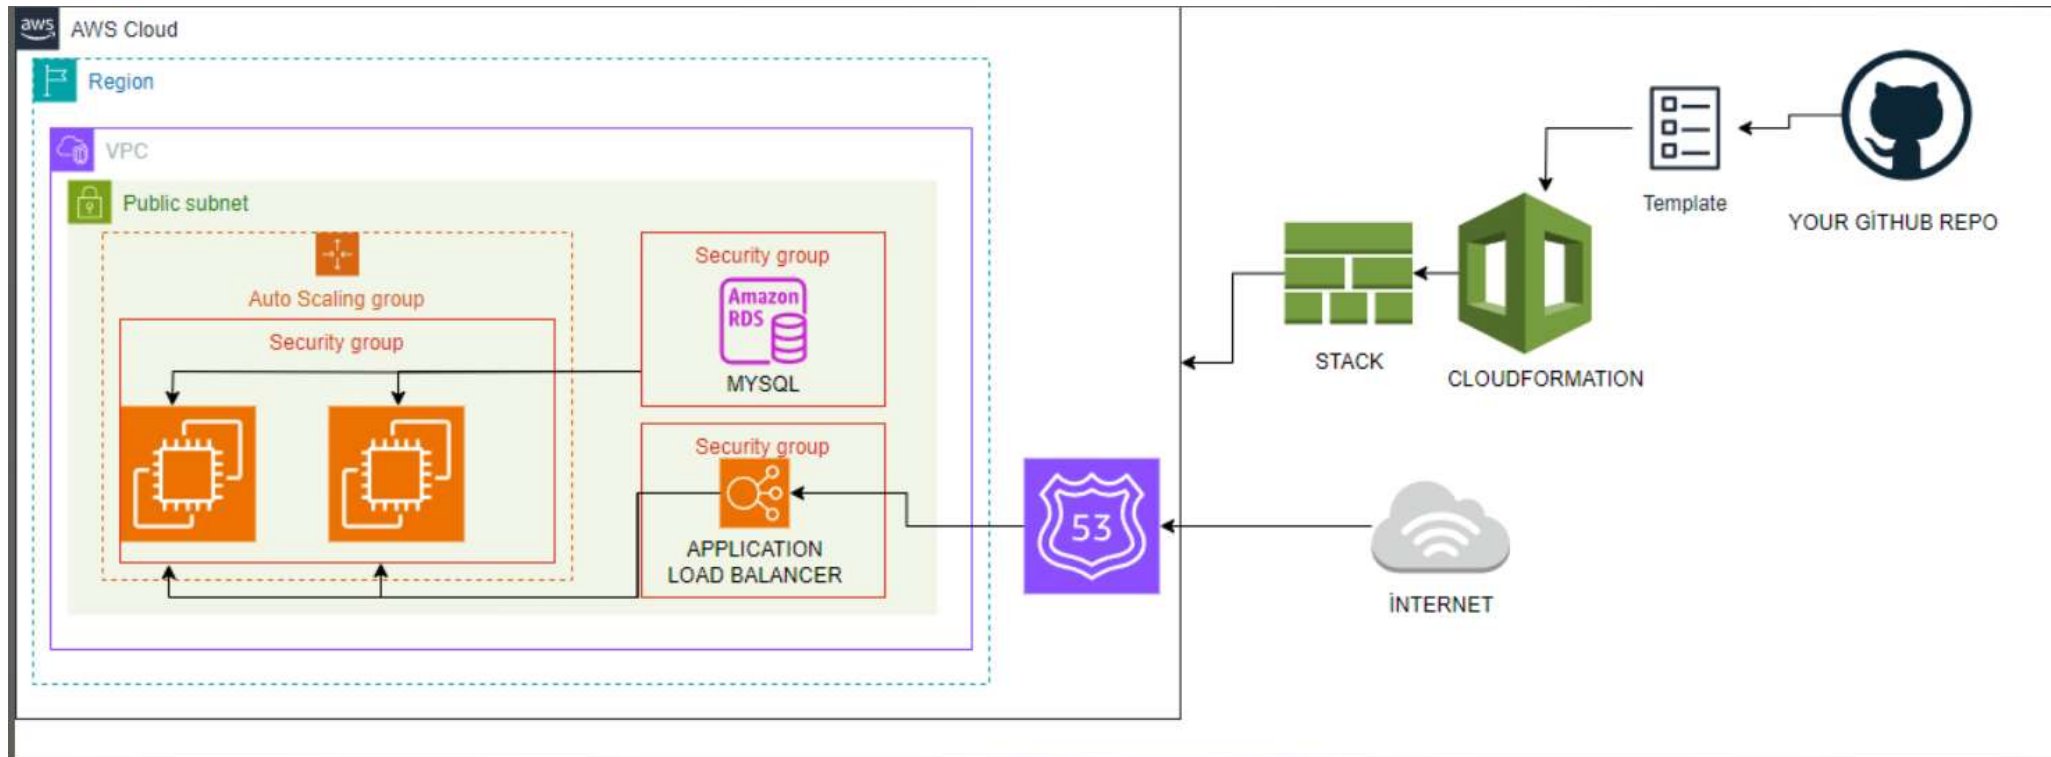 aws
AWS Cloud
Region
VPC
Public subnet
Auto Scaling group
Security group
Security group
Amazon
RDS
MYSQL
Security group
APPLICATION
LOAD BALANCER
53
STACK
CLOUDFORMATION
Template
YOUR GİTHUB REPO
İNTERNET